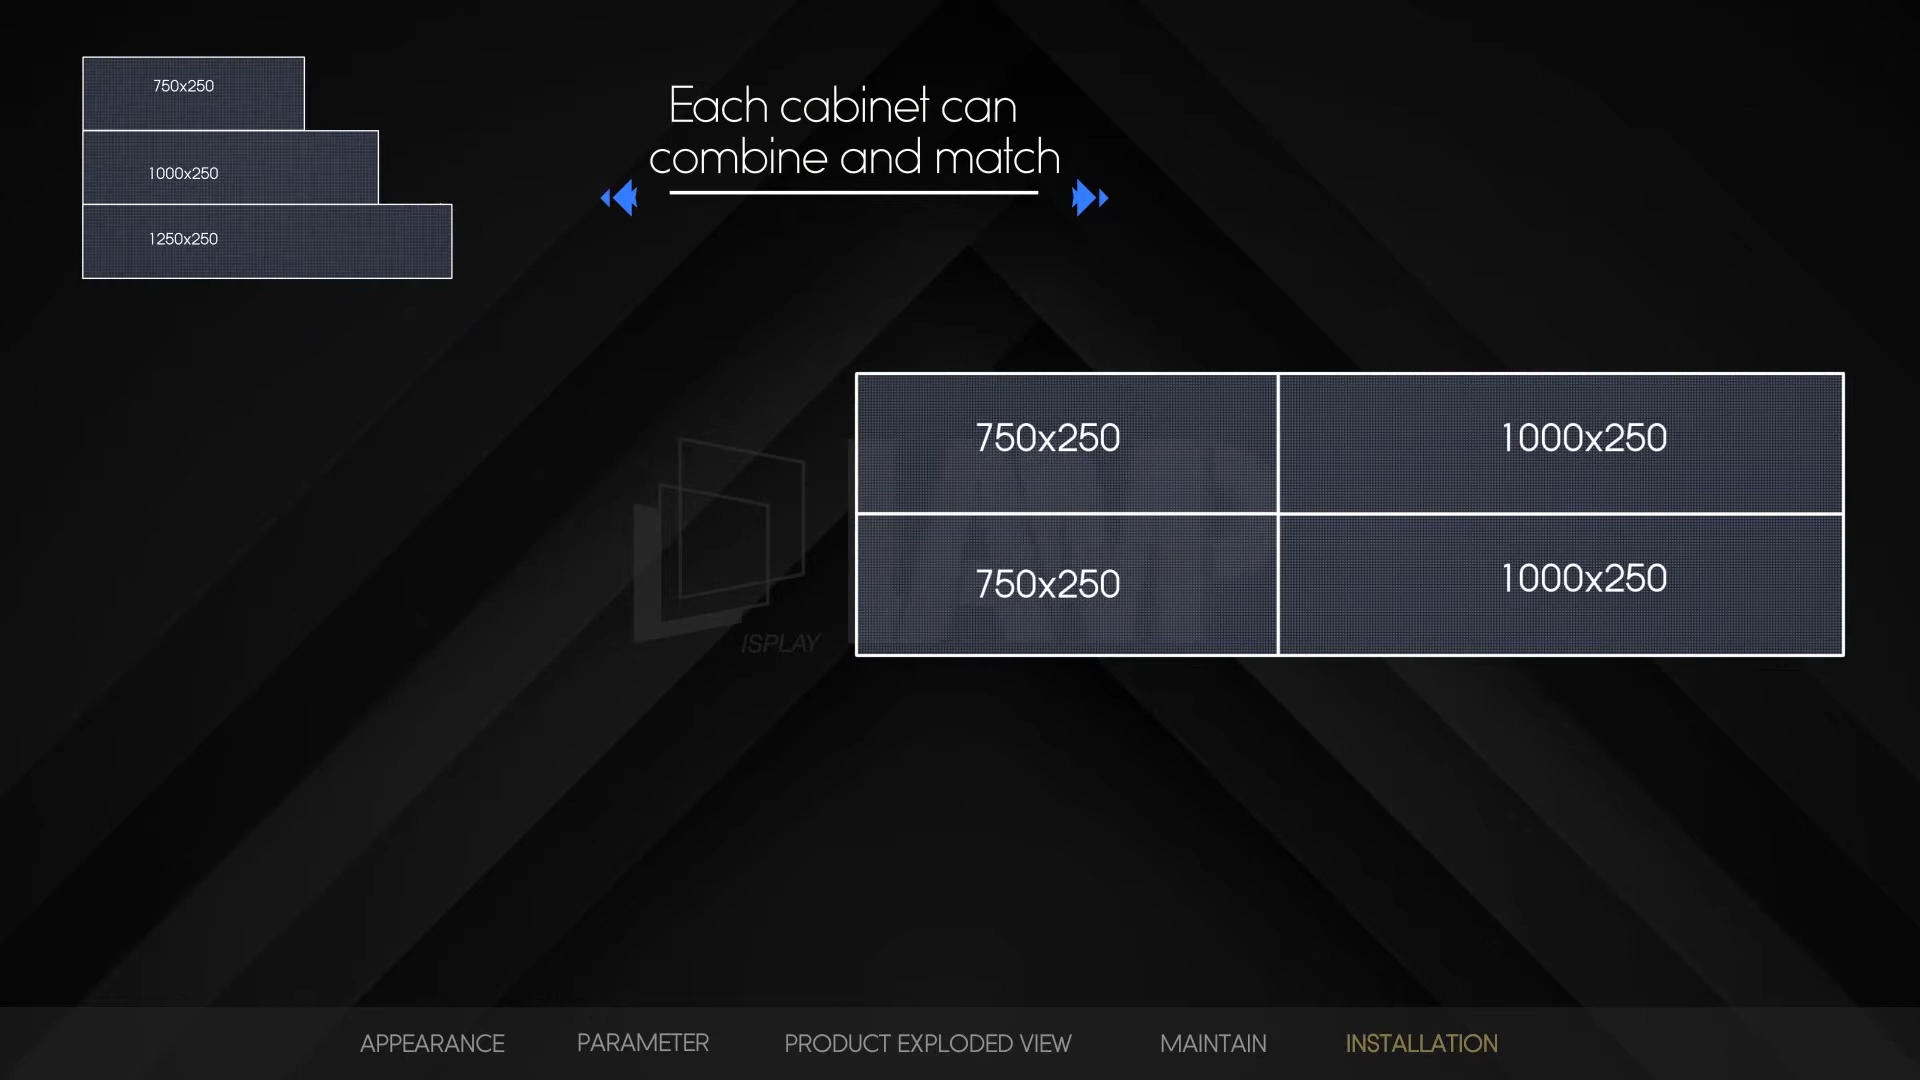 750x250
1000x250
1250x250
Each cabinet can
combine and match
750x250
1000x250
750x250
1000x250
ISPLAY
APPEARANCE
PARAMETER
PRODUCT EXPLODED VIEW
MAINTAIN
INSTALLATION